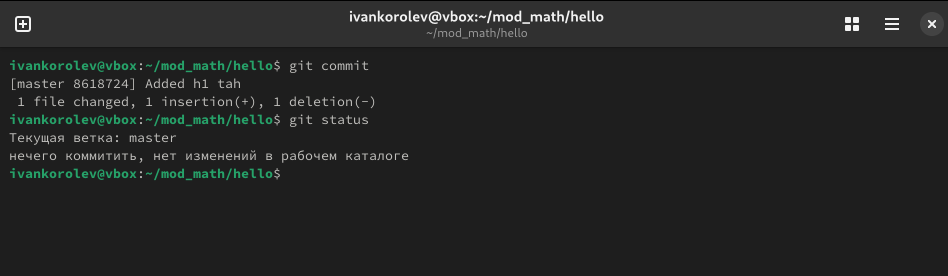 ivankorolev@vbox:~/mod_math/hello
~/mod_math/hello
ivankorolev@vbox:~/mod_math/hello$ git commit
[master 8618724] Added h1 tah
 1 file changed, 1 insertion(+), 1 deletion(-)
ivankorolev@vbox:~/mod_math/hello$ git status
Текущая ветка: master
нечего коммитить, нет изменений в рабочем каталоге
ivankorolev@vbox:~/mod_math/hello$